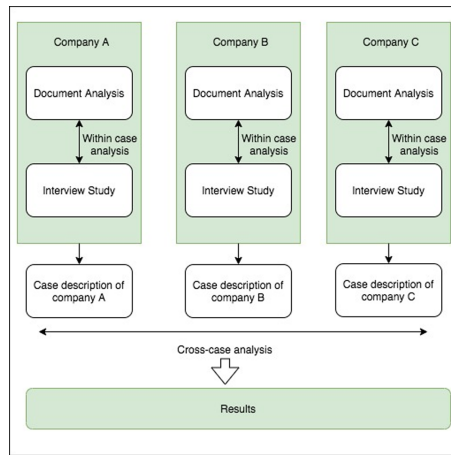 Company A
Document Analysis
Within case
analysis
Interview Study
Case description of
company A
Company B
Document Analysis
Within case
analysis
Interview Study
Case description of
company B
Company C
Document Analysis
Within case
analysis
Interview Study
Case description of
company C
Cross-case analysis
Results